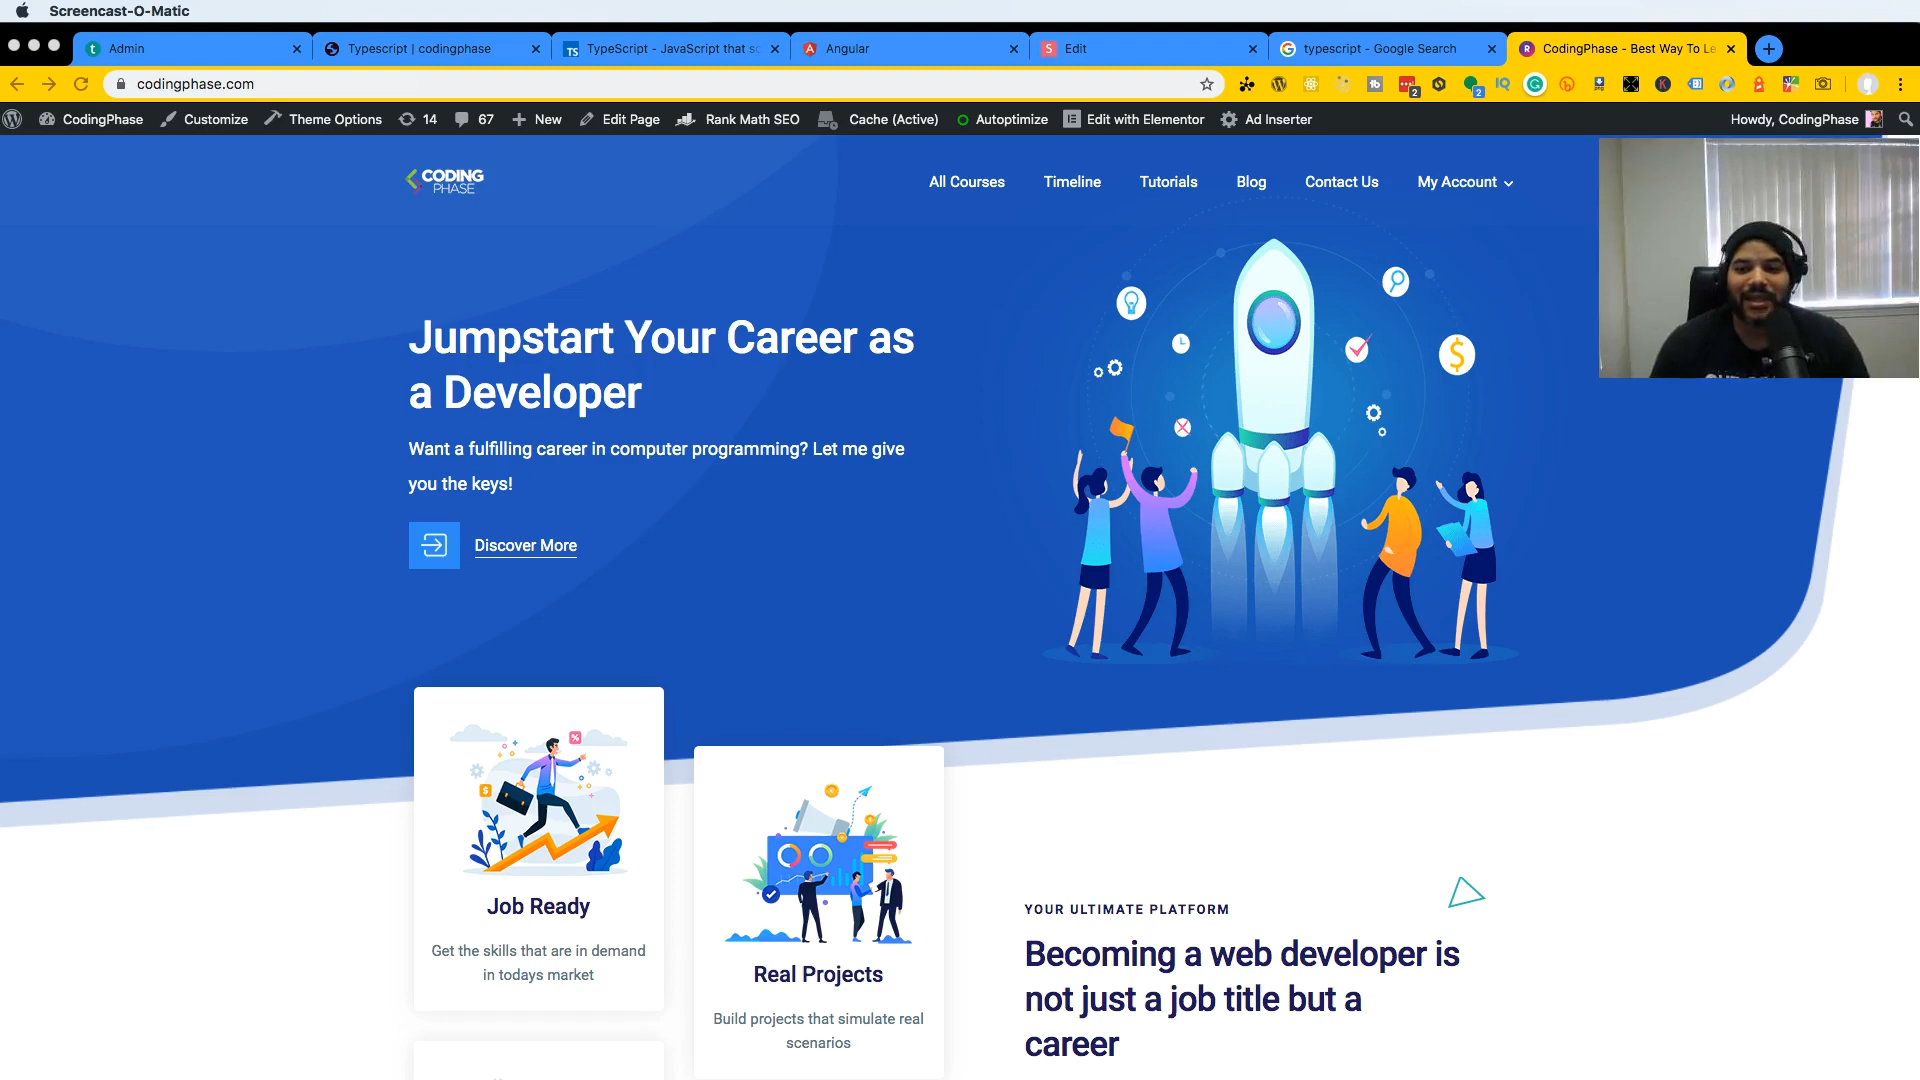 Screencast-O-Matic
Admin
Typescript | codingphase
TypeScript - JavaScript that sc
Angular
Edit
typescript - Google Search
CodingPhase - Best Way To Le
codingphase.com
CodingPhase
Customize
Theme Options
14
67
New
Edit Page
Rank Math SEO
Cache (Active)
Autoptimize
Edit with Elementor
Ad Inserter
Howdy, CodingPhase
CODING
PHASE
All Courses
Timeline
Tutorials
Blog
Contact Us
My Account
Jumpstart Your Career as
a Developer
Want a fulfilling career in computer programming? Let me give
you the keys!
Discover More
Job Ready
Get the skills that are in demand
in todays market
Real Projects
Build projects that simulate real
scenarios
YOUR ULTIMATE PLATFORM
Becoming a web developer is
not just a job title but a
career